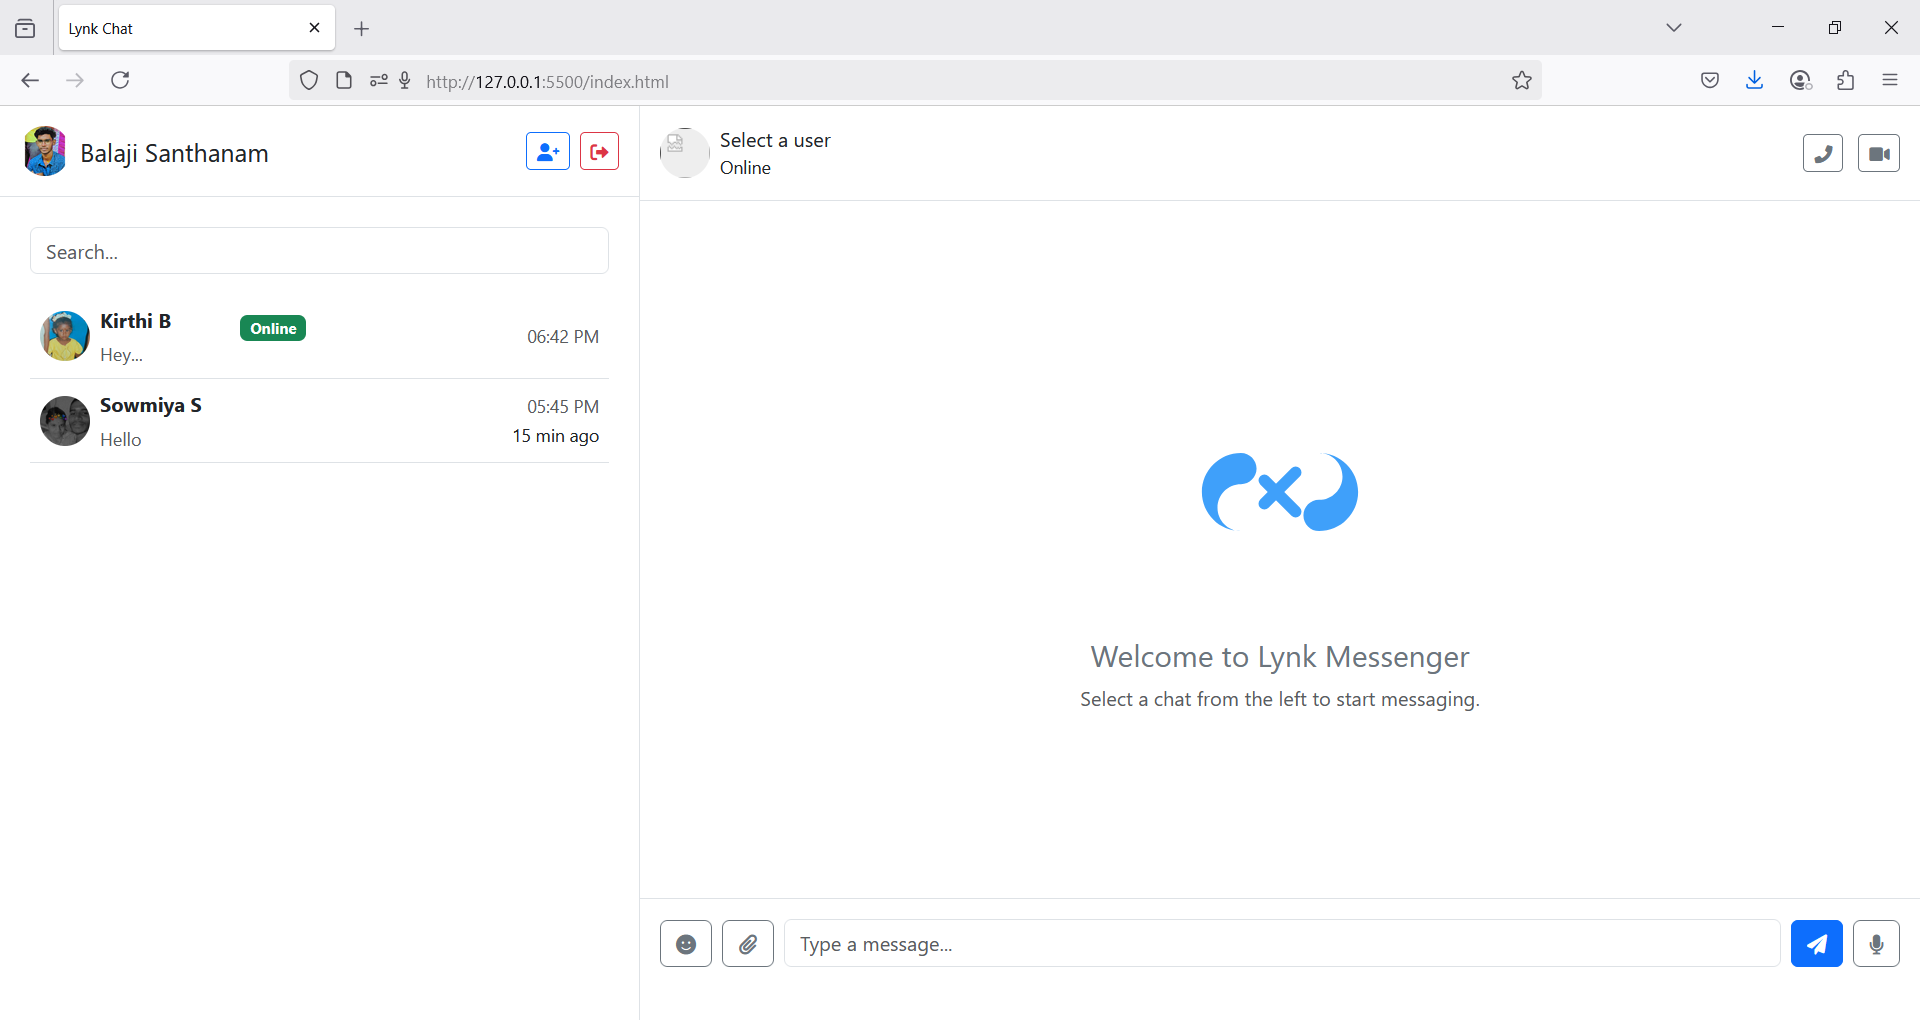 Lynk Chat
http://127.0.0.1:5500/index.html
Balaji Santhanam
Search...
Kirthi B
Online
06:42 PM
Hey...
Sowmiya S
05:45 PM
Hello
15 min ago
Select a user
Online
Welcome to Lynk Messenger
Select a chat from the left to start messaging.
Type a message...